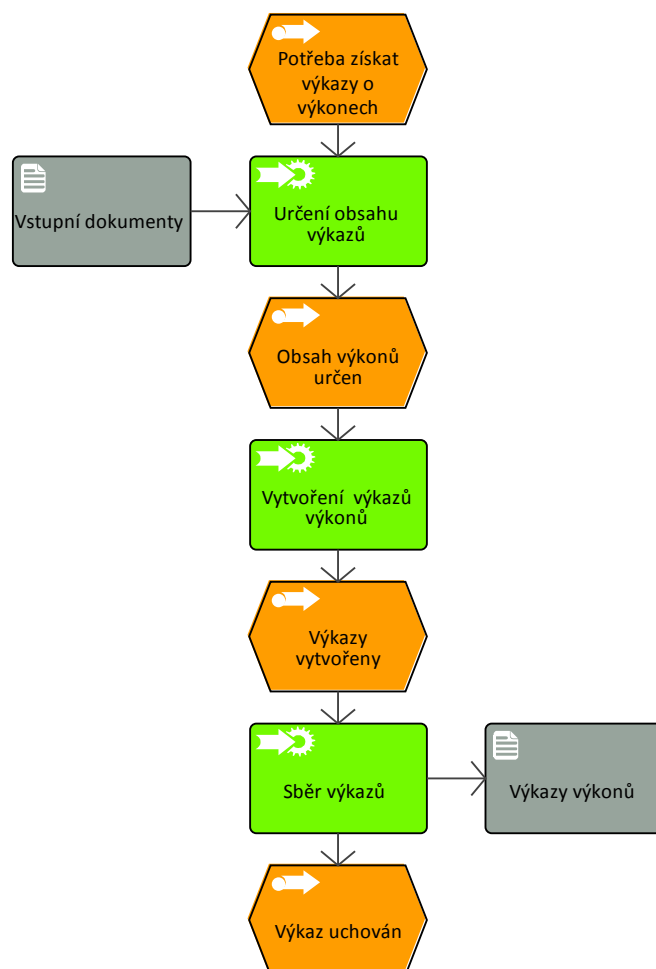 Potřeba získat
výkazy o
výkonech
Vstupní dokumenty
Určení obsahu
výkazů
Obsah výkonů
určen
Vytvoření  výkazů
výkonů
Výkazy
vytvořeny
Sběr výkazů
Výkazy výkonů
Výkaz uchován